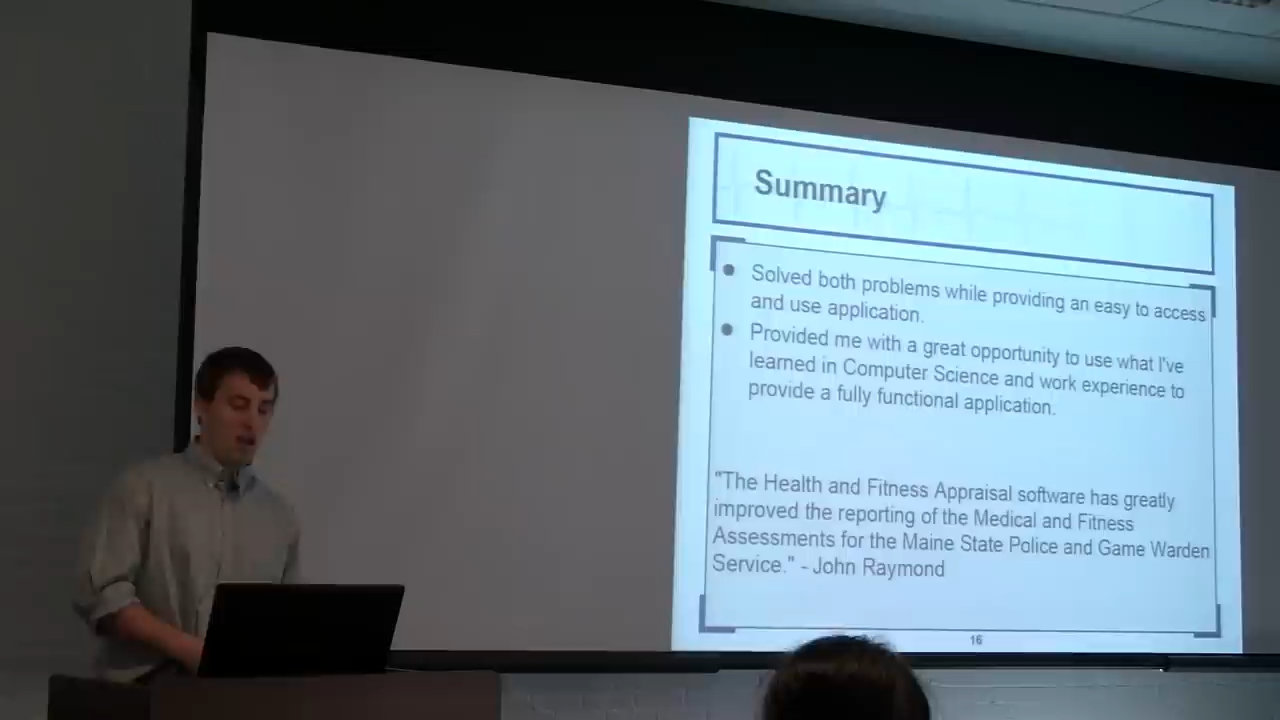 Summary
Solved both problems while providing an easy to access
and use application.
Provided me with a great opportunity to use what I've
learned in Computer Science and work experience to
provide a fully functional application.
"The Health and Fitness Appraisal software has greatly
improved the reporting of the Medical and Fitness
Assessments for the Maine State Police and Game Warden
Service." - John Raymond
16